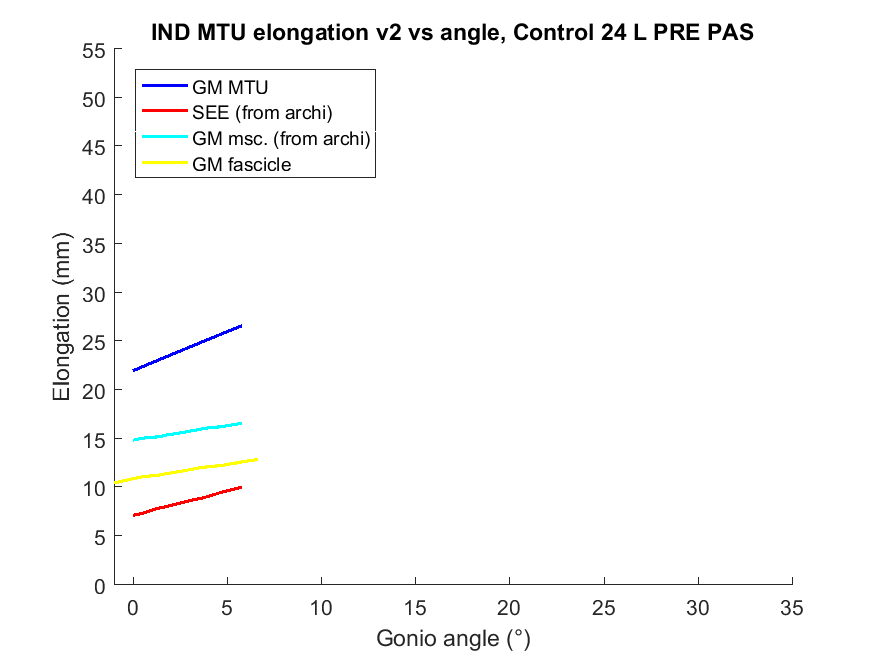 IND MTU elongation v2 vs angle, Control 24 L PRE PAS
55
50
45
40
35
30
25
20
15
10
5
0
Elongation (mm)
GM MTU
SEE (from archi)
GM msc. (from archi)
GM fascicle
0 5 10 15 20 25 30 35
Gonio angle (°)